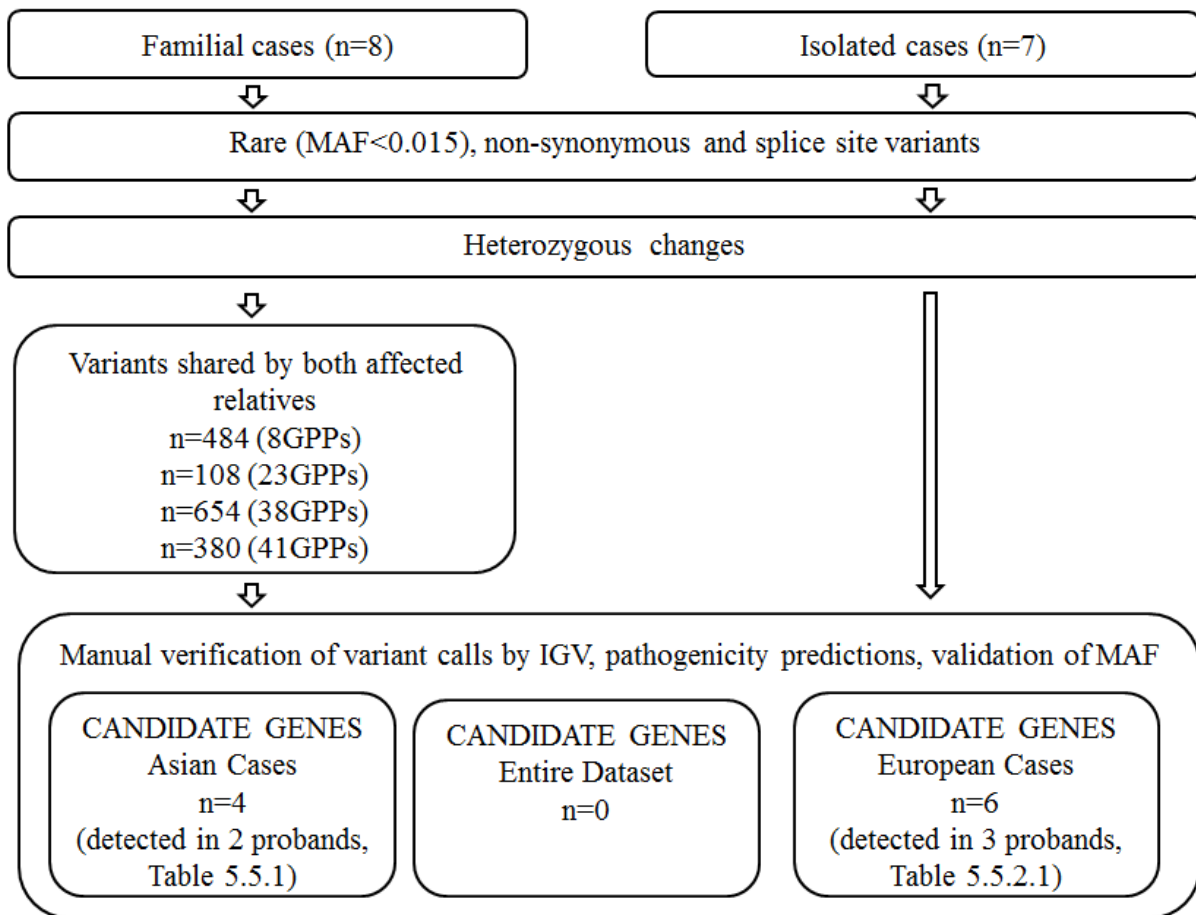 Familial cases (n=8)
Isolated cases (n=7)
Rare (MAF<0.015), non-synonymous and splice site variants
Heterozygous changes
Variants shared by both affected
relatives
n=484 (8GPPs)
n=108 (23GPPs)
n=654 (38GPPs)
n=380 (41GPPs)
Manual verification of variant calls by IGV, pathogenicity predictions, validation of MAF
CANDIDATE GENES
Asian Cases
n=4
(detected in 2 probands,
Table 5.5.1)
CANDIDATE GENES
Entire Dataset
n=0
CANDIDATE GENES
European Cases
n=6
(detected in 3 probands,
Table 5.5.2.1)